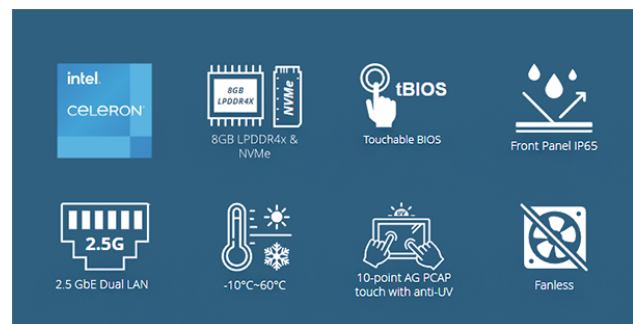 intel.
CELERON
8GB
LPDDR4X
NVMe
8GB LPDDR4x &
NVMe
tBIOS
Touchable BIOS
Front Panel IP65
2.5G
2.5 GbE Dual LAN
-10°C~60°C
UV
10-point AG PCAP
touch with anti-UV
Fanless